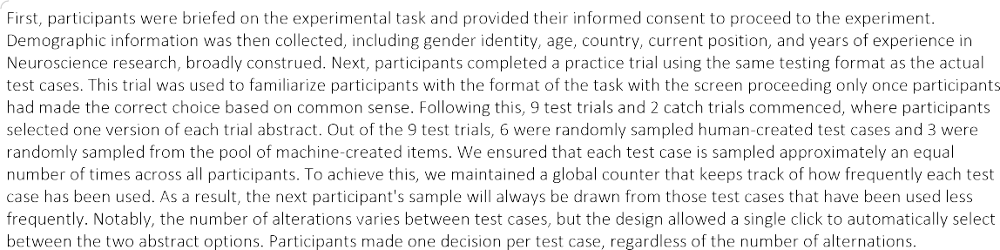 First, participants were briefed on the experimental task and provided their informed consent to proceed to the experiment.
Demographic information was then collected, including gender identity, age, country, current position, and years of experience in
Neuroscience research, broadly construed. Next, participants completed a practice trial using the same testing format as the actual
test cases. This trial was used to familiarize participants with the format of the task with the screen proceeding only once participants
had made the correct choice based on common sense. Following this, 9 test trials and 2 catch trials commenced, where participants
selected one version of each trial abstract. Out of the 9 test trials, 6 were randomly sampled human-created test cases and 3 were
randomly sampled from the pool of machine-created items. We ensured that each test case is sampled approximately an equal
number of times across all participants. To achieve this, we maintained a global counter that keeps track of how frequently each test
case has been used. As a result, the next participant's sample will always be drawn from those test cases that have been used less
frequently. Notably, the number of alterations varies between test cases, but the design allowed a single click to automatically select
between the two abstract options. Participants made one decision per test case, regardless of the number of alternations.